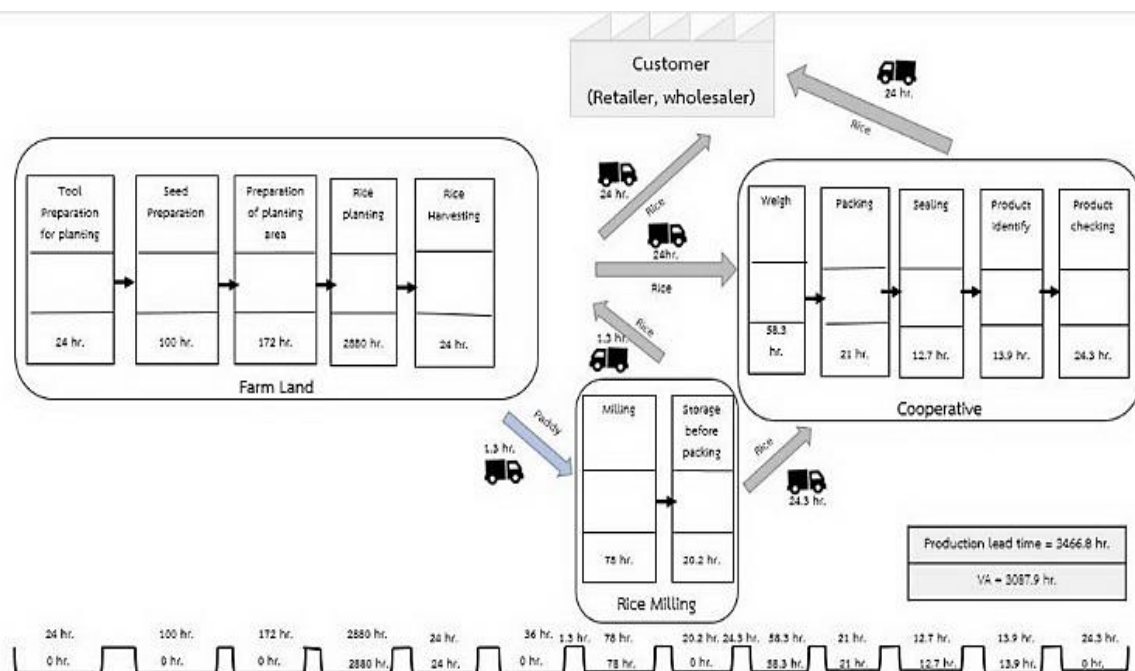 Customer
(Retailer, wholesaler)
24 hr.
Rice
24 hr.
Rice
24hr.
Rice
Rice
1.3 hr.
Tool
Preparation
for planting
24 hr.
Seed
Preparation
100 hr.
Preparation
of planting
area
172 hr.
Rice
planting
2880 hr.
Rice
Harvesting
24 hr.
Farm Land
Weigh
58.3
hr.
Packing
21 hr.
Sealing
12.7 hr.
Product
Identify
13.9 hr.
Product
checking
24.3 hr.
Cooperative
Paddy
1.3 hr.
Milling
78 hr.
Storage
before
packing
20.2 hr.
Rice Milling
Rice
24.3 hr.
Production lead time = 3466.8 hr.
VA = 3087.9 hr.
24 hr. 100 hr. 172 hr. 2880 hr. 24 hr. 36 hr. 1.3 hr. 78 hr. 20.2 hr. 24.3 hr. 58.3 hr. 21 hr. 12.7 hr. 13.9 hr. 24.3 hr.
0 hr. 0 hr. 0 hr. 2880 hr. 24 hr. 0 hr. 78 hr. 0 hr. 58.3 hr. 21 hr. 12.7 hr. 13.9 hr. 0 hr.